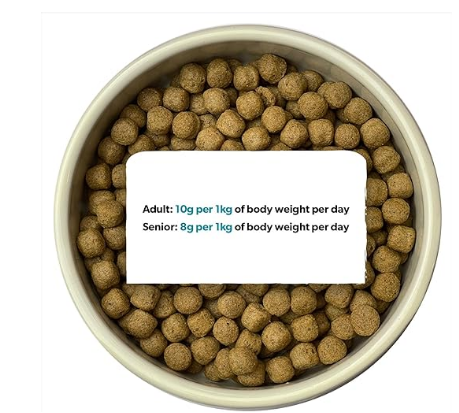 Adult: 10g per 1kg of body weight per day
Senior: 8g per 1kg of body weight per day